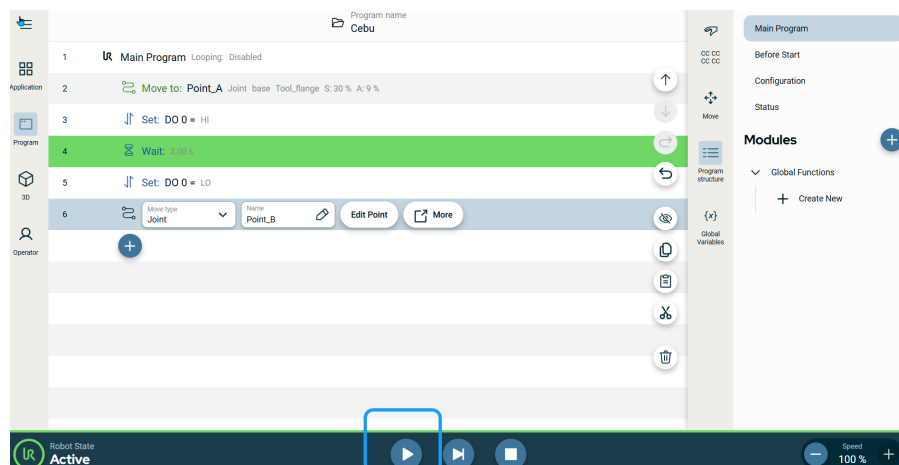 Program name
Cebu
Application
Program
3D
Operator
1 Main Program Looping: Disabled
2 Move to: Point_A Joint base Tool_flange S: 30 % A: 9 %
3 Set: DO 0 = HI
4 Wait: 2.00 s
5 Set: DO 0 = LO
6 Move type Joint Name Point_B Edit Point More
CC CC
CC CC
Move
Program
structure
{x}
Global
Variables
Main Program
Before Start
Configuration
Status
Modules
Global Functions
Create New
UR
Robot State
Active
Speed
100 %